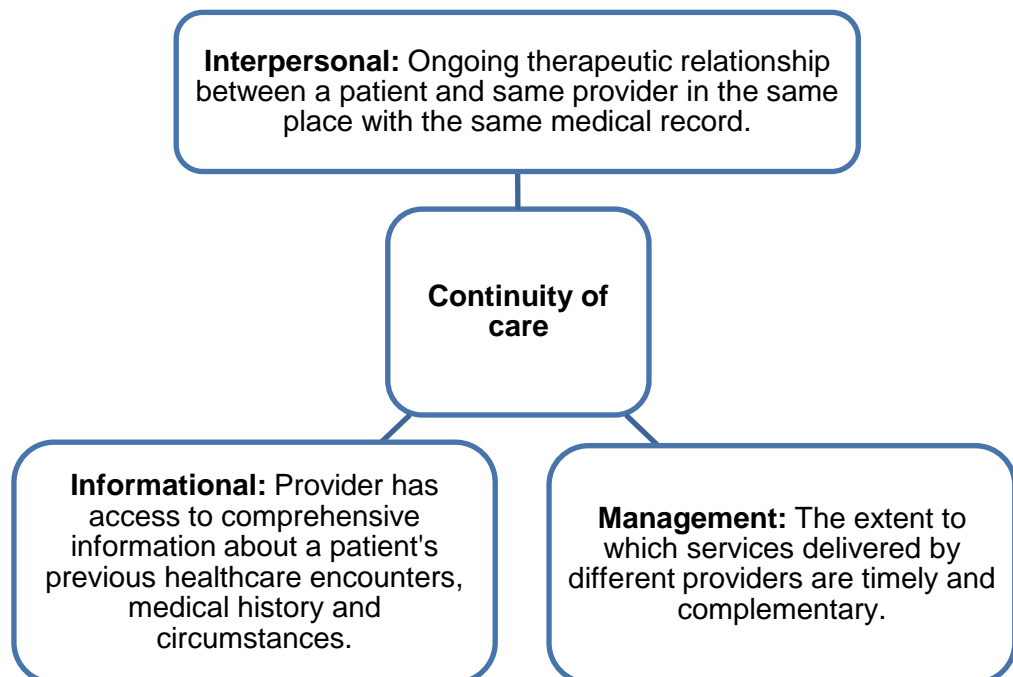 Interpersonal: Ongoing therapeutic relationship
between a patient and same provider in the same
place with the same medical record.
Continuity of
care
Informational: Provider has
access to comprehensive
information about a patient's
previous healthcare encounters,
medical history and
circumstances.
Management: The extent to
which services delivered by
different providers are timely and
complementary.